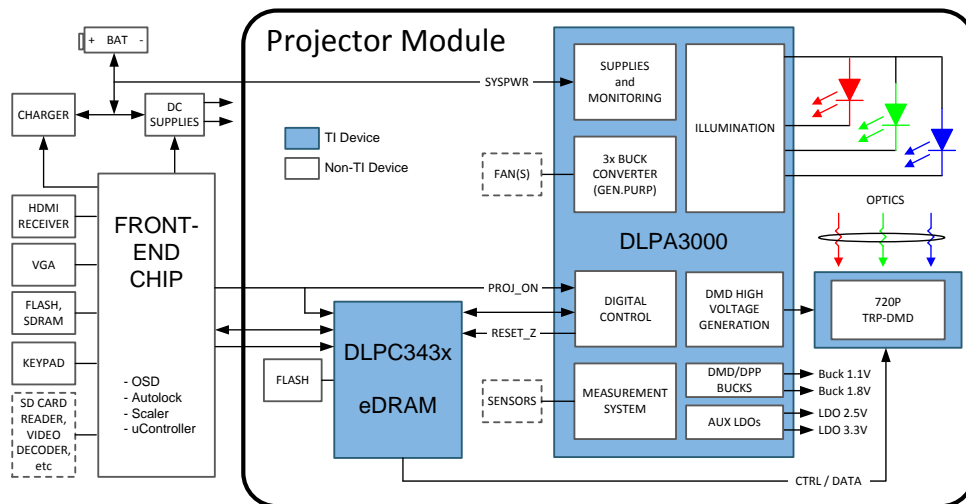 Projector Module
+ BAT -
SYSPWR
CHARGER
DC
SUPPLIES
TI Device
Non-TI Device
SUPPLIES
and
MONITORING
ILLUMINATION
FAN(S)
3x BUCK
CONVERTER
(GEN.PURP)
HDMI
RECEIVER
VGA
FLASH,
SDRAM
KEYPAD
SD CARD
READER,
VIDEO
DECODER,
etc
FRONT-
END
CHIP
- OSD
- Autolock
- Scaler
- uController
DLPA3000
OPTICS
PROJ_ON
RESET_Z
DLPC343x
eDRAM
FLASH
DIGITAL
CONTROL
DMD HIGH
VOLTAGE
GENERATION
720P
TRP-DMD
SENSORS
MEASUREMENT
SYSTEM
DMD/DPP
BUCKS
AUX LDOs
Buck 1.1V
Buck 1.8V
LDO 2.5V
LDO 3.3V
CTRL / DATA